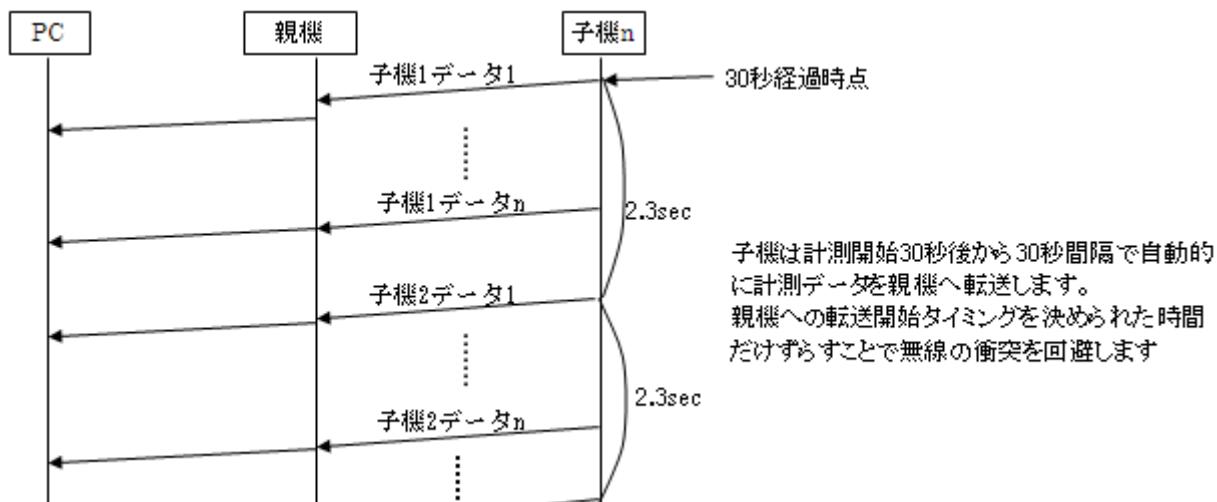 PC
親機
子機n
子機1データ1
30秒経過時点
子機1データn
2.3sec
子機は計測開始30秒後から30秒間隔で自動的
に計測データを親機へ転送します。
親機への転送開始タイミングを決められた時間
だけずらすことで無線の衝突を回避します
子機2データ1
2.3sec
子機2データn